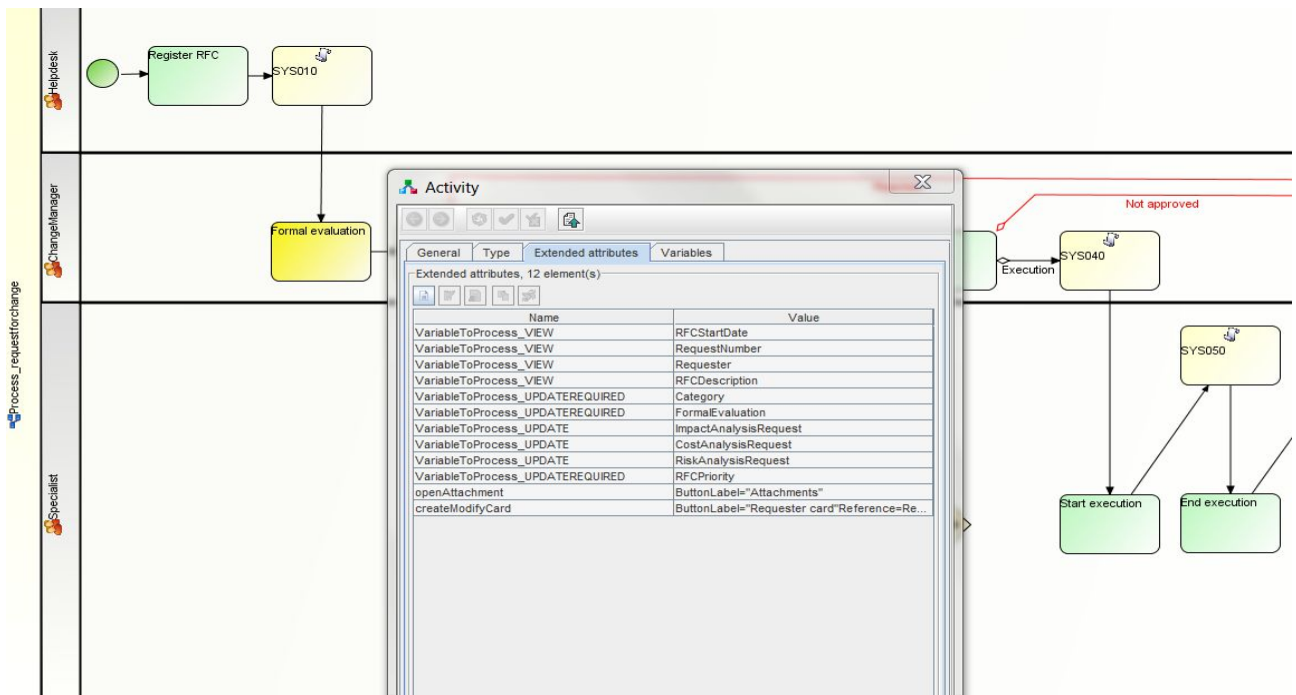 Process_requestforchange
Helpdesk
Register RFC
SYS010
ChangeManager
Formal evaluation
Activity
General Type Extended attributes Variables
Extended attributes, 12 element(s)
Name Value
VariableToProcess_VIEW RFCStartDate
VariableToProcess_VIEW RequestNumber
VariableToProcess_VIEW Requester
VariableToProcess_VIEW RFCDescription
VariableToProcess_UPDATEREQUIRED Category
VariableToProcess_UPDATEREQUIRED FormalEvaluation
VariableToProcess_UPDATE ImpactAnalysisRequest
VariableToProcess_UPDATE CostAnalysisRequest
VariableToProcess_UPDATE RiskAnalysisRequest
VariableToProcess_UPDATEREQUIRED RFCPriority
openAttachment ButtonLabel="Attachments"
createModifyCard ButtonLabel="Requester card"Reference=Re...
Not approved
Execution
SYS040
Specialist
SYS050
Start execution
End execution